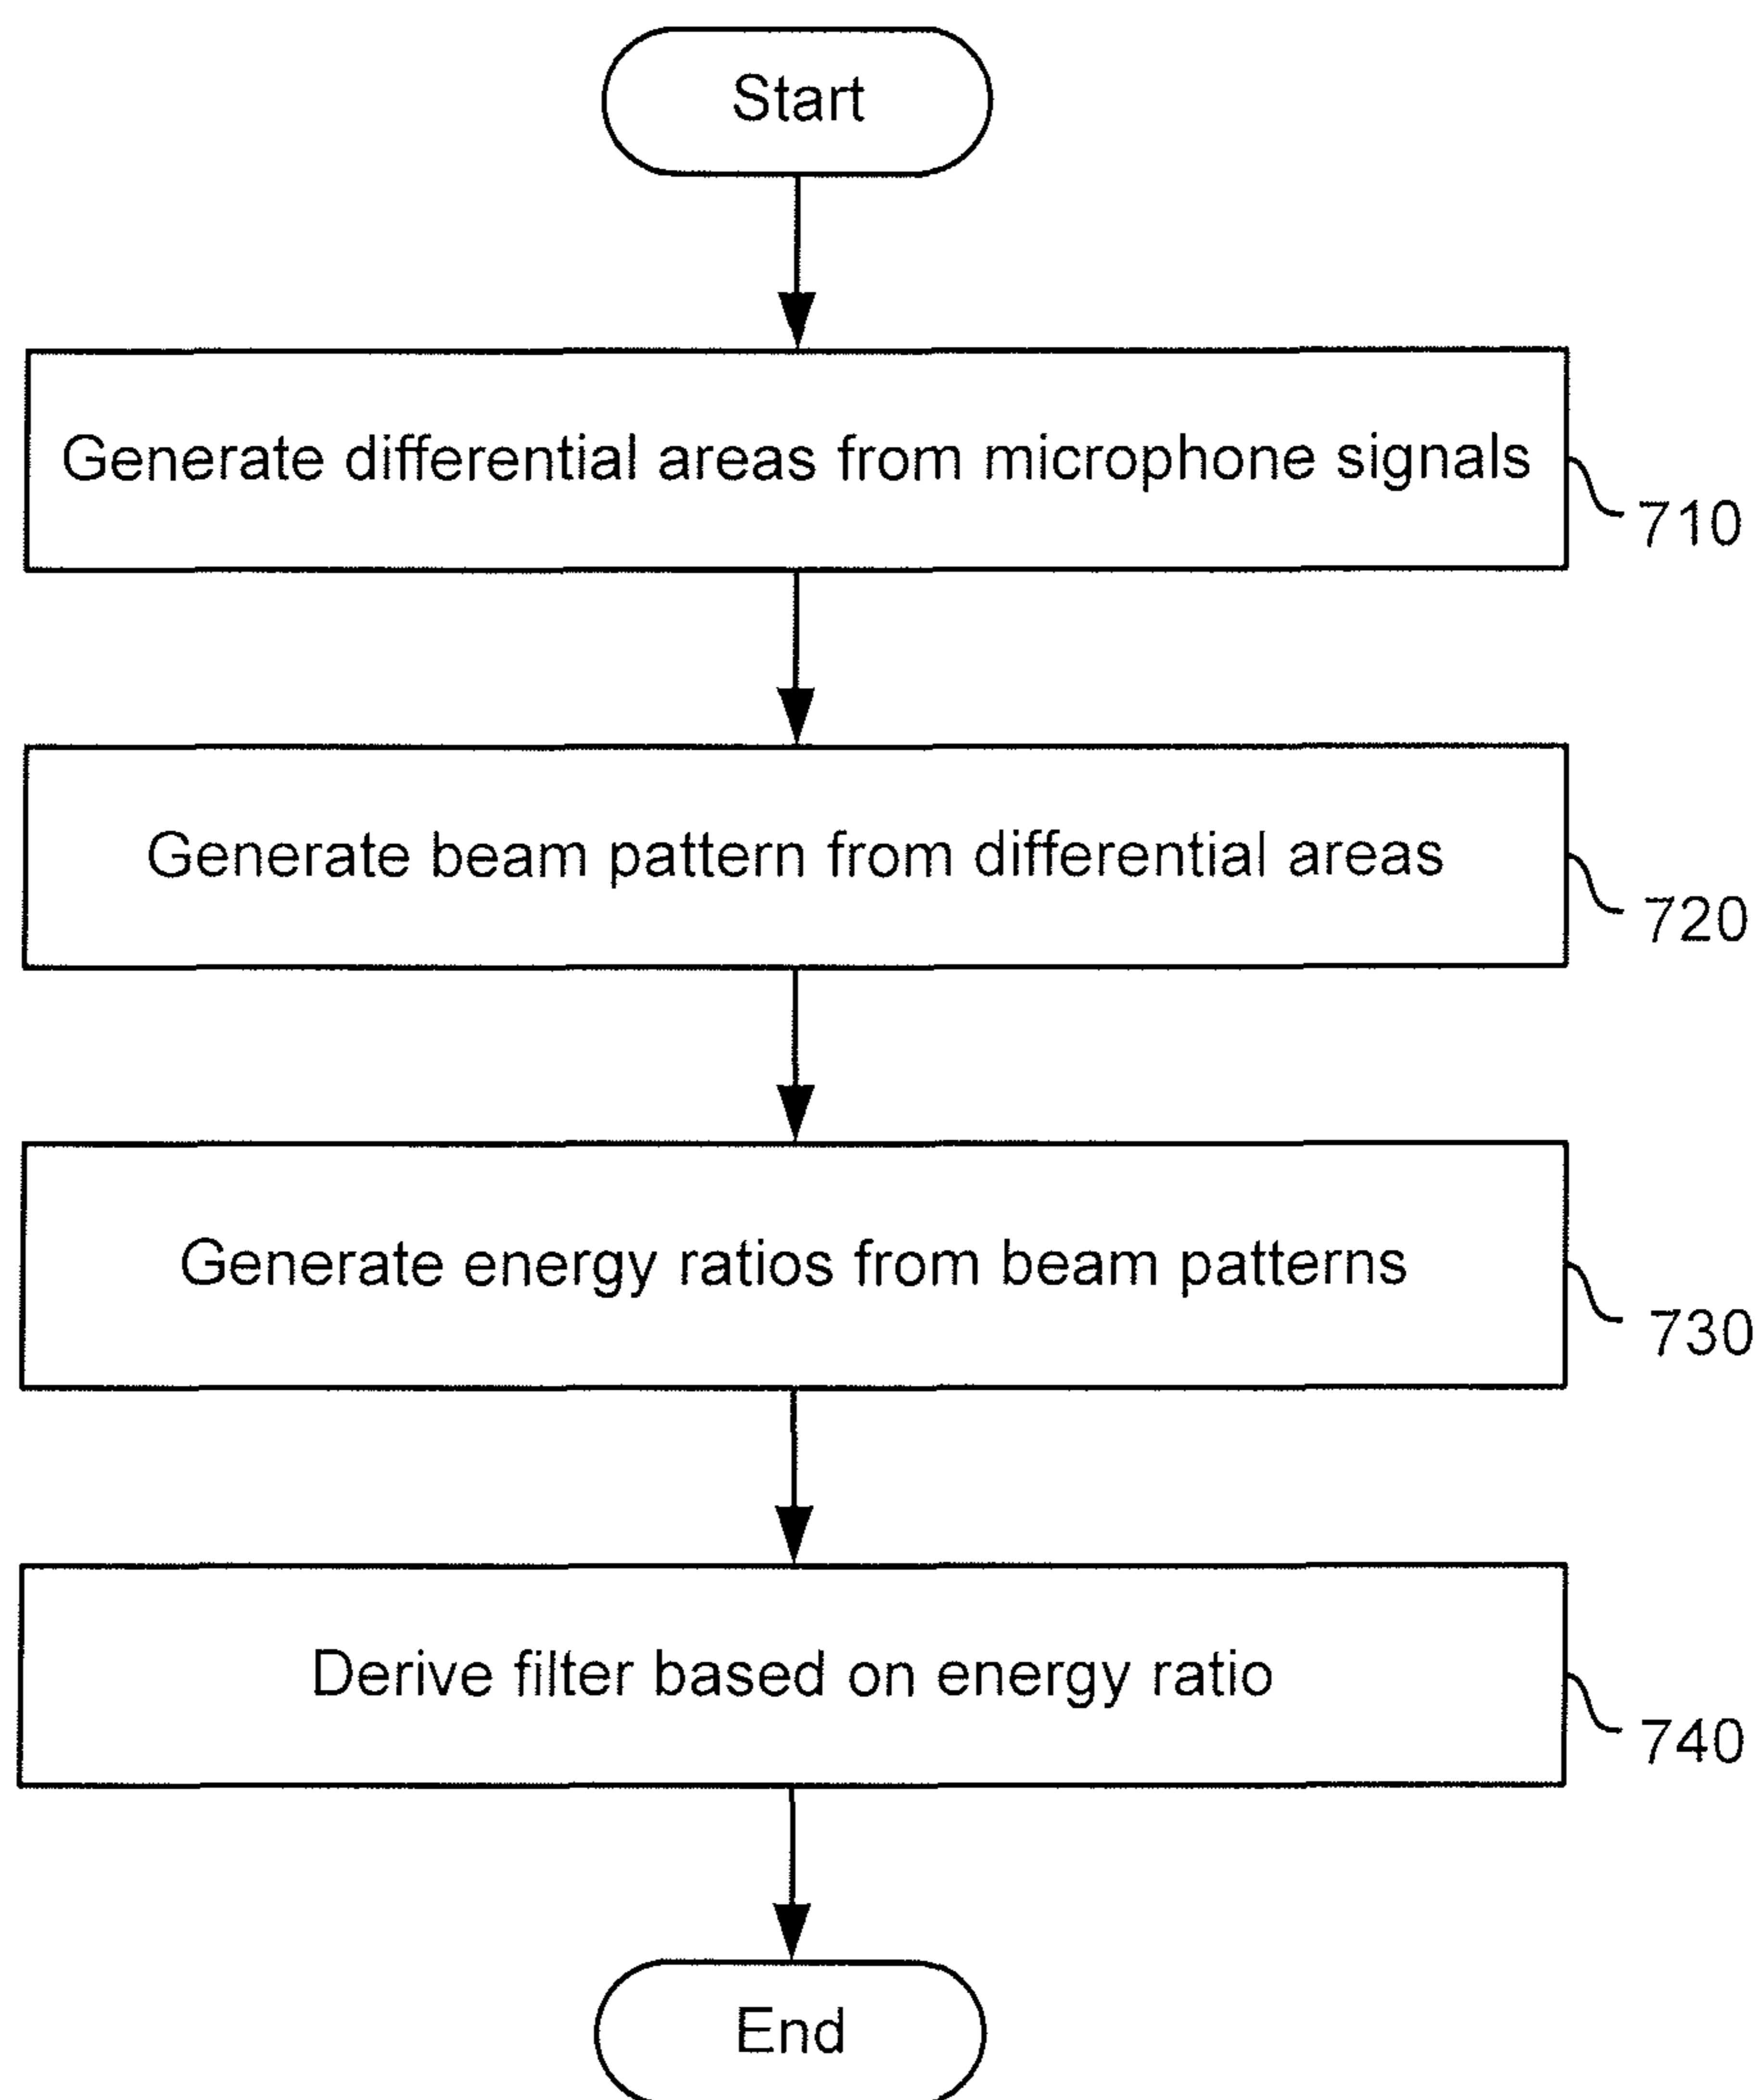 Start
Generate differential areas from microphone signals
710
Generate beam pattern from differential areas
720
Generate energy ratios from beam patterns
730
Derive filter based on energy ratio
740
End